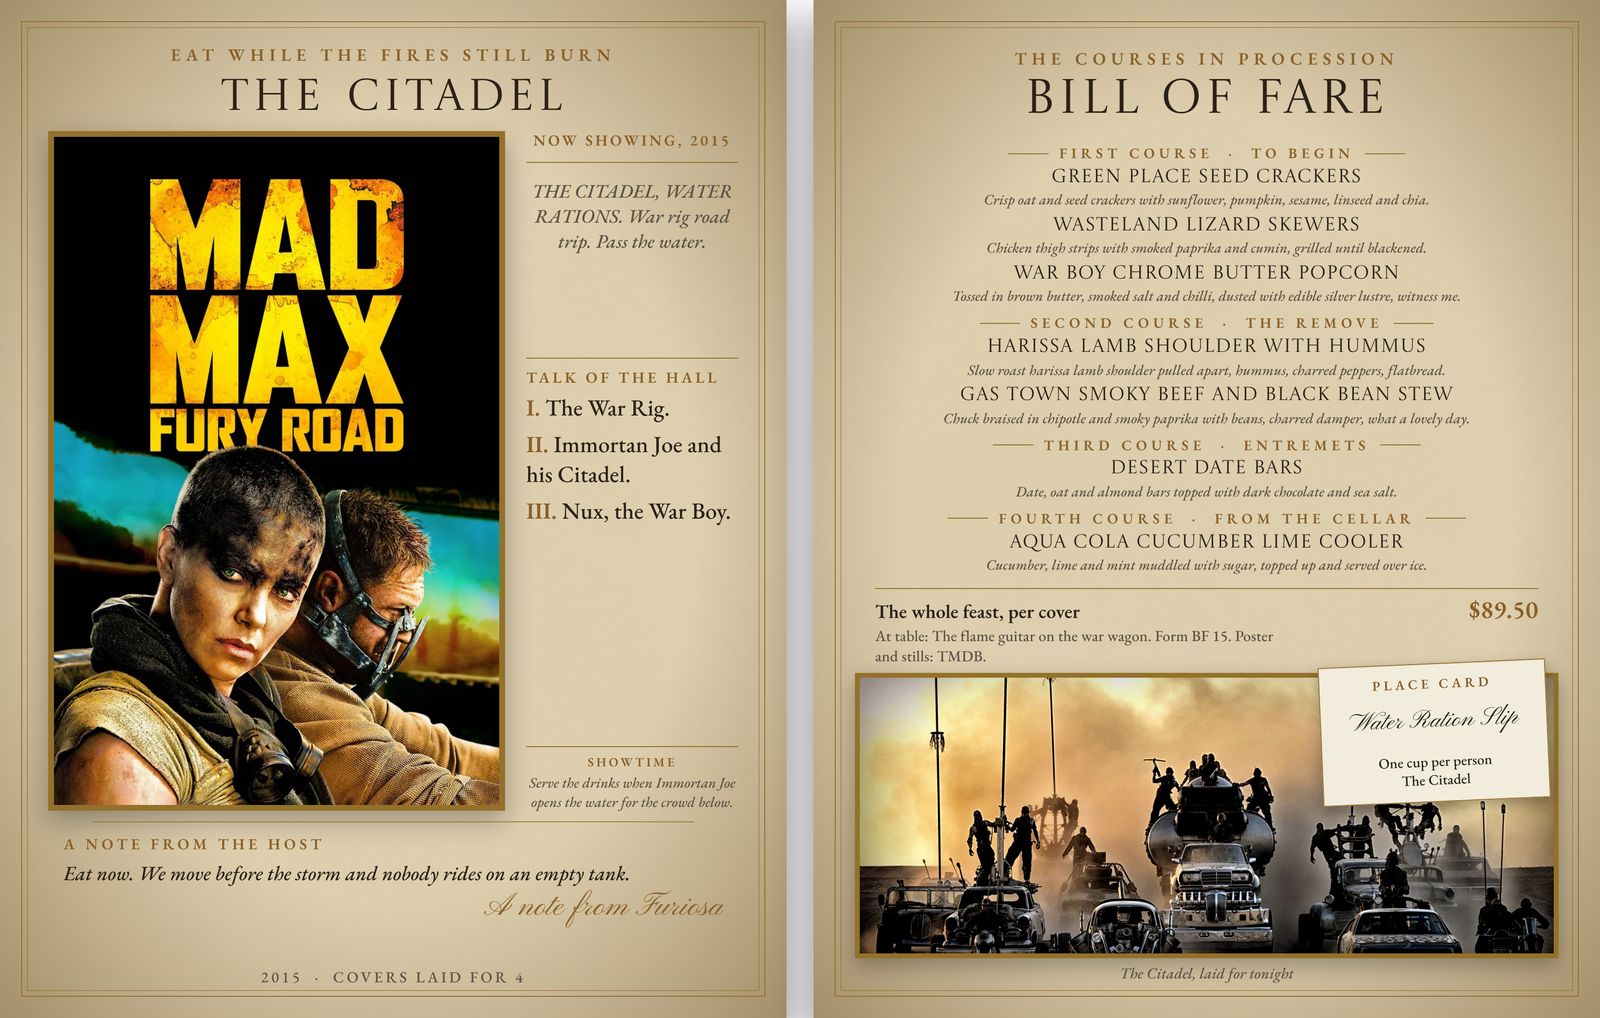 EAT WHILE THE FIRES STILL BURN
THE CITADEL
MAD
MAX
FURY ROAD
NOW SHOWING, 2015
THE CITADEL, WATER
RATIONS. War rig road
trip. Pass the water.
TALK OF THE HALL
I. The War Rig.
II. Immortan Joe and
his Citadel.
III. Nux, the War Boy.
SHOWTIME
Serve the drinks when Immortan Joe
opens the water for the crowd below.
A NOTE FROM THE HOST
Eat now. We move before the storm and nobody rides on an empty tank.
A note from Furiosa
2015 · COVERS LAID FOR 4
THE COURSES IN PROCESSION
BILL OF FARE
FIRST COURSE · TO BEGIN
GREEN PLACE SEED CRACKERS
Crisp oat and seed crackers with sunflower, pumpkin, sesame, linseed and chia.
WASTELAND LIZARD SKEWERS
Chicken thigh strips with smoked paprika and cumin, grilled until blackened.
WAR BOY CHROME BUTTER POPCORN
Tossed in brown butter, smoked salt and chilli, dusted with edible silver lustre, witness me.
SECOND COURSE · THE REMOVE
HARISSA LAMB SHOULDER WITH HUMMUS
Slow roast harissa lamb shoulder pulled apart, hummus, charred peppers, flatbread.
GAS TOWN SMOKY BEEF AND BLACK BEAN STEW
Chuck braised in chipotle and smoky paprika with beans, charred damper, what a lovely day.
THIRD COURSE · ENTREMETS
DESERT DATE BARS
Date, oat and almond bars topped with dark chocolate and sea salt.
FOURTH COURSE · FROM THE CELLAR
AQUA COLA CUCUMBER LIME COOLER
Cucumber, lime and mint muddled with sugar, topped up and served over ice.
The whole feast, per cover $89.50
At table: The flame guitar on the war wagon. Form BF 15. Poster
and stills: TMDB.
PLACE CARD
Water Ration Slip
One cup per person
The Citadel
The Citadel, laid for tonight